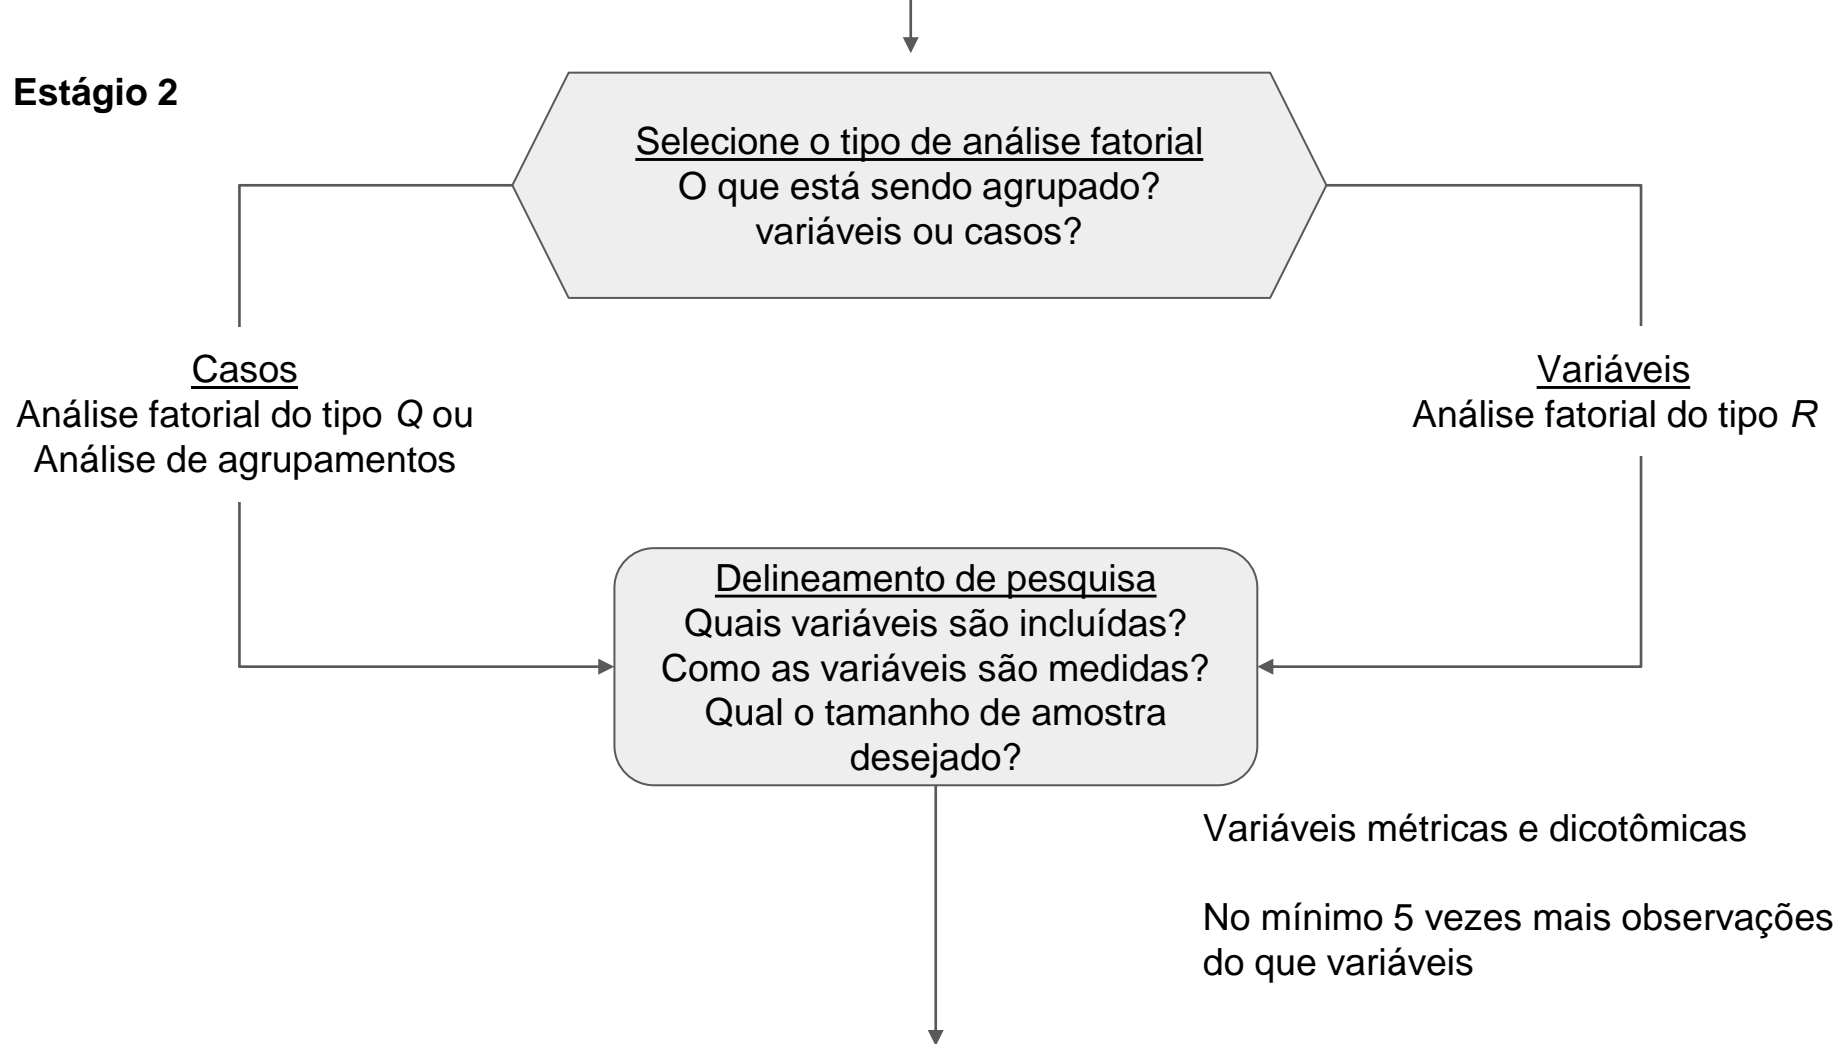 Estágio 2
Selecione o tipo de análise fatorial
O que está sendo agrupado?
variáveis ou casos?
Casos
Análise fatorial do tipo Q ou
Análise de agrupamentos
Variáveis
Análise fatorial do tipo R
Delineamento de pesquisa
Quais variáveis são incluídas?
Como as variáveis são medidas?
Qual o tamanho de amostra
desejado?
Variáveis métricas e dicotômicas
No mínimo 5 vezes mais observações
do que variáveis